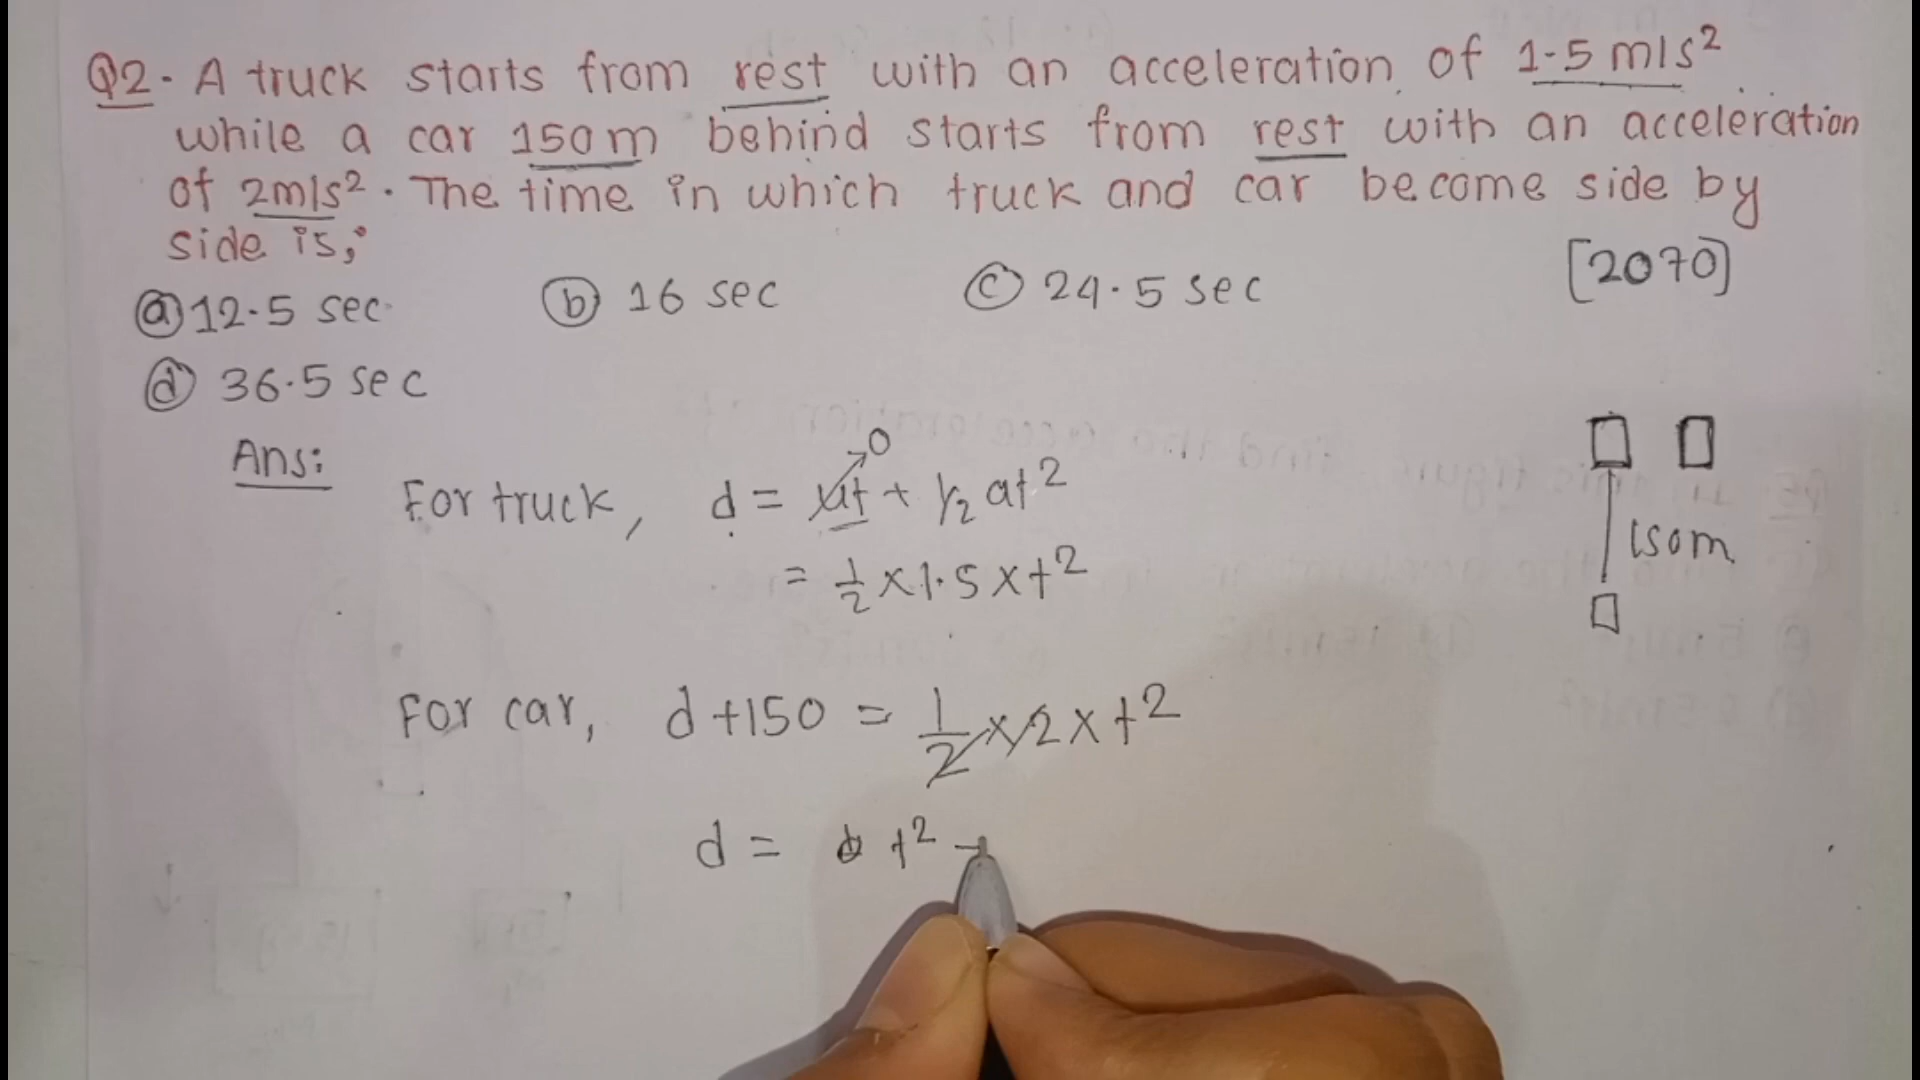 Q2- A truck starts from rest with an acceleration of 1.5 m/s²
while a car 150m behind starts from rest with an acceleration
of 2m/s². The time in which truck and car become side by
side is;
[2070]
(a) 12.5 sec (b) 16 sec (c) 24.5 sec
(d) 36.5 sec
Ans:
0
For truck, d = ut + 1/2 at²
= 1/2 x 1.5 x t²
150m
For car, d+150 = 1/2 x 2 x t²
d = t² -